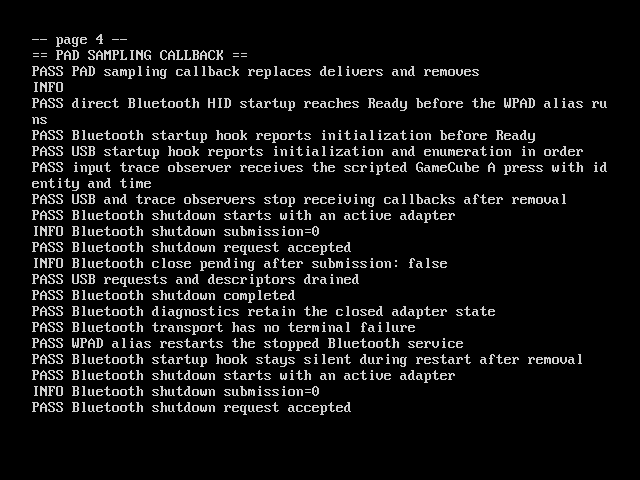 -- page 4 --
== PAD SAMPLING CALLBACK ==
PASS PAD sampling callback replaces delivers and removes
INFO
PASS direct Bluetooth HID startup reaches Ready before the WPAD alias ru
ns
PASS Bluetooth startup hook reports initialization before Ready
PASS USB startup hook reports initialization and enumeration in order
PASS input trace observer receives the scripted GameCube A press with id
entity and time
PASS USB and trace observers stop receiving callbacks after removal
PASS Bluetooth shutdown starts with an active adapter
INFO Bluetooth shutdown submission=0
PASS Bluetooth shutdown request accepted
INFO Bluetooth close pending after submission: false
PASS USB requests and descriptors drained
PASS Bluetooth shutdown completed
PASS Bluetooth diagnostics retain the closed adapter state
PASS Bluetooth transport has no terminal failure
PASS WPAD alias restarts the stopped Bluetooth service
PASS Bluetooth startup hook stays silent during restart after removal
PASS Bluetooth shutdown starts with an active adapter
INFO Bluetooth shutdown submission=0
PASS Bluetooth shutdown request accepted